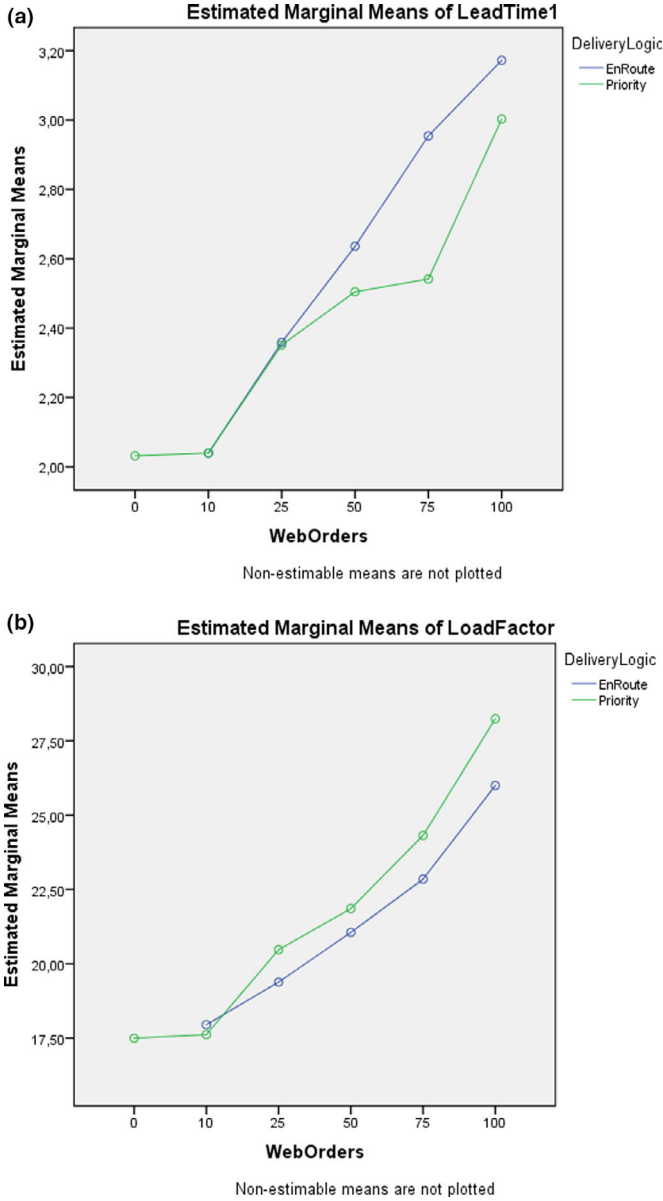 (a)
Estimated Marginal Means of LeadTime1
DeliveryLogic
EnRoute
Priority
Estimated Marginal Means
3,20
3,00
2,80
2,60
2,40
2,20
2,00
0 10 25 50 75 100
WebOrders
Non-estimable means are not plotted
(b)
Estimated Marginal Means of LoadFactor
DeliveryLogic
EnRoute
Priority
Estimated Marginal Means
30,00
27,50
25,00
22,50
20,00
17,50
0 10 25 50 75 100
WebOrders
Non-estimable means are not plotted